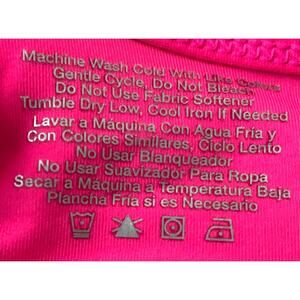 Machine Wash Cold With Like Colors
Gentle Cycle, Do Not Bleach
Do Not Use Fabric Softener
Tumble Dry Low, Cool Iron If Needed
Lavar a Máquina Con Agua Fría y
Con Colores Similares, Ciclo Lento
No Usar Blanqueador
No Usar Suavizador Para Ropa
Secar a Máquina a Temperatura Baja
Plancha Fría si es Necesario